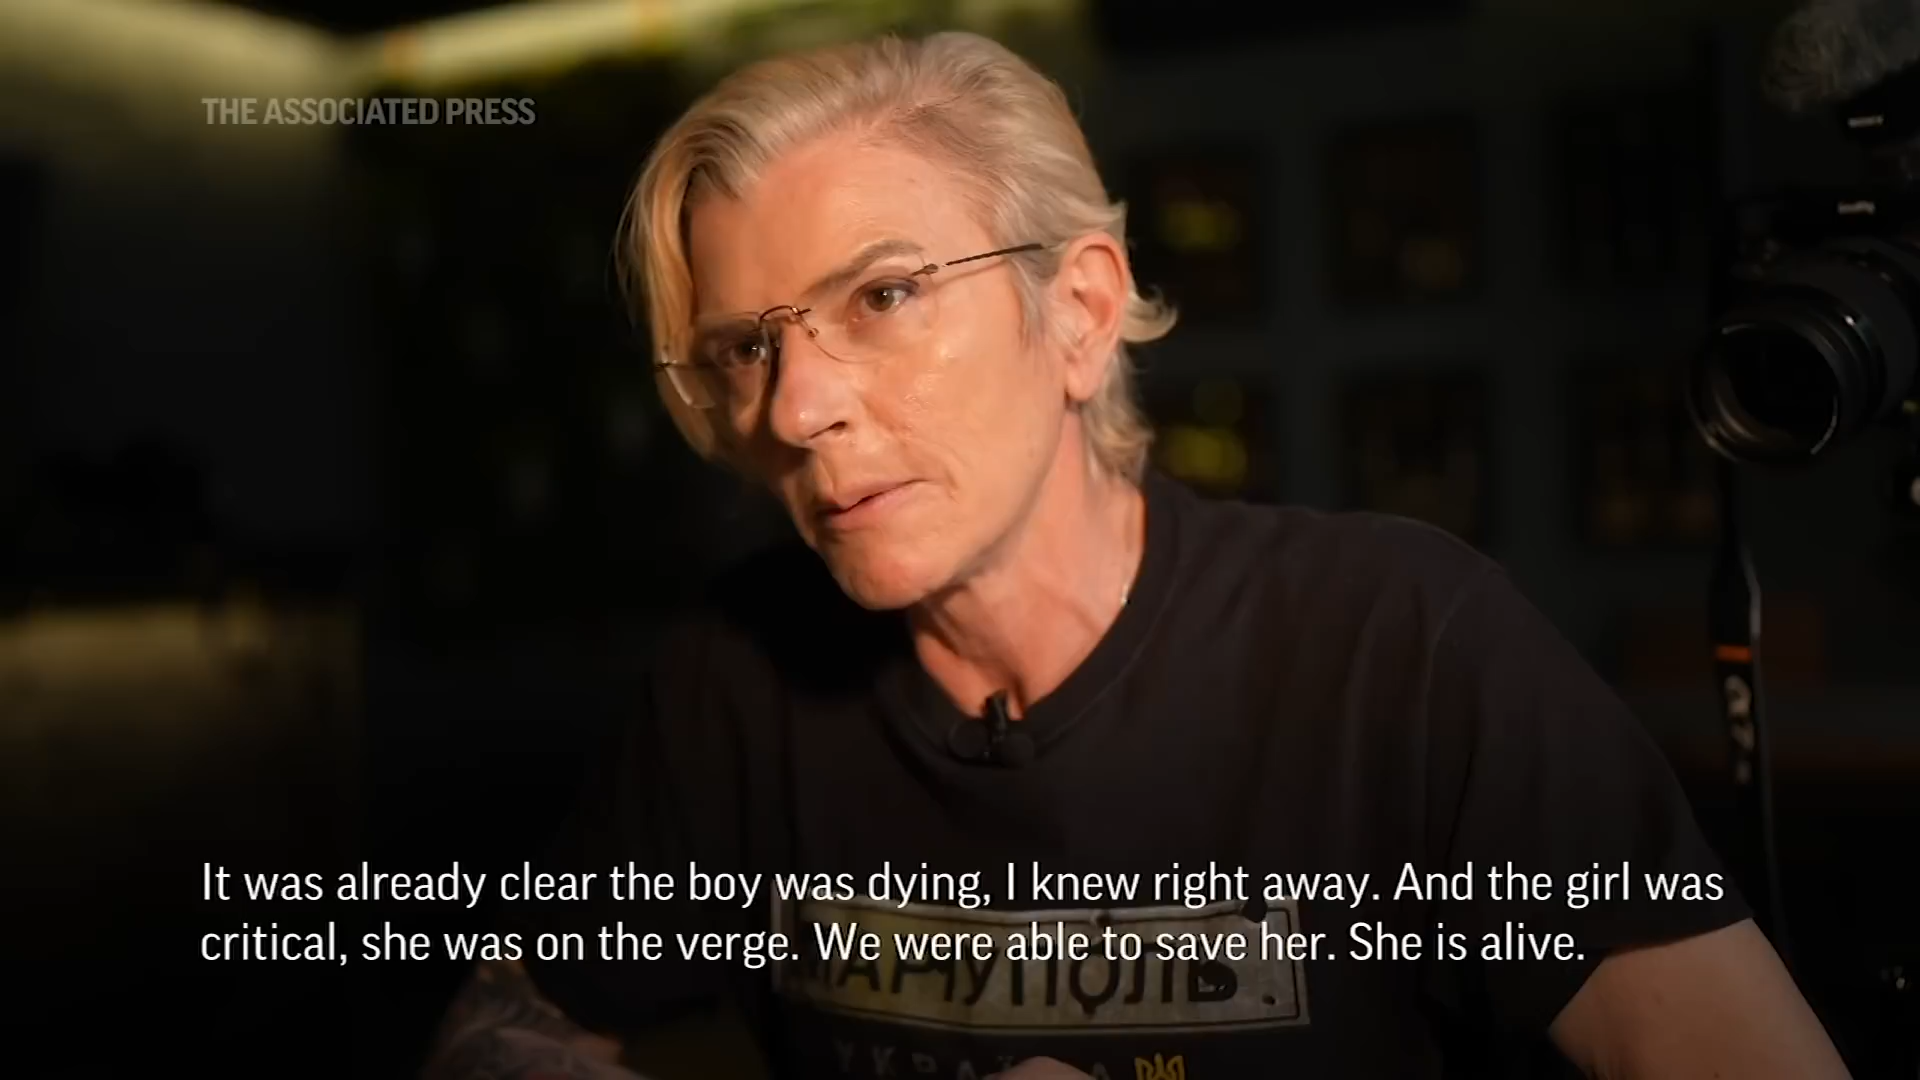 THE ASSOCIATED PRESS
It was already clear the boy was dying, I knew right away. And the girl was
critical, she was on the verge. We were able to save her. She is alive.
МАРІУПОЛЬ
УКРАЇНА